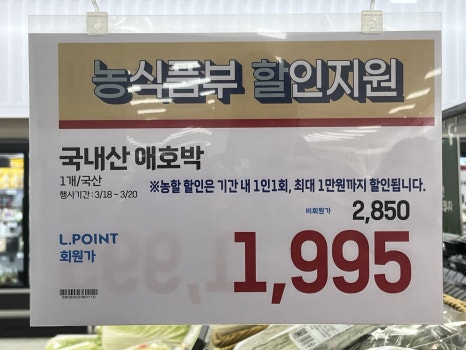 농식품부 할인지원
국내산 애호박
1개/국산
※농할 할인은 기간 내 1인1회, 최대 1만원까지 할인됩니다.
행사기간 : 3/18 ~ 3/20
비회원가 2,850
L.POINT
회원가
1,995